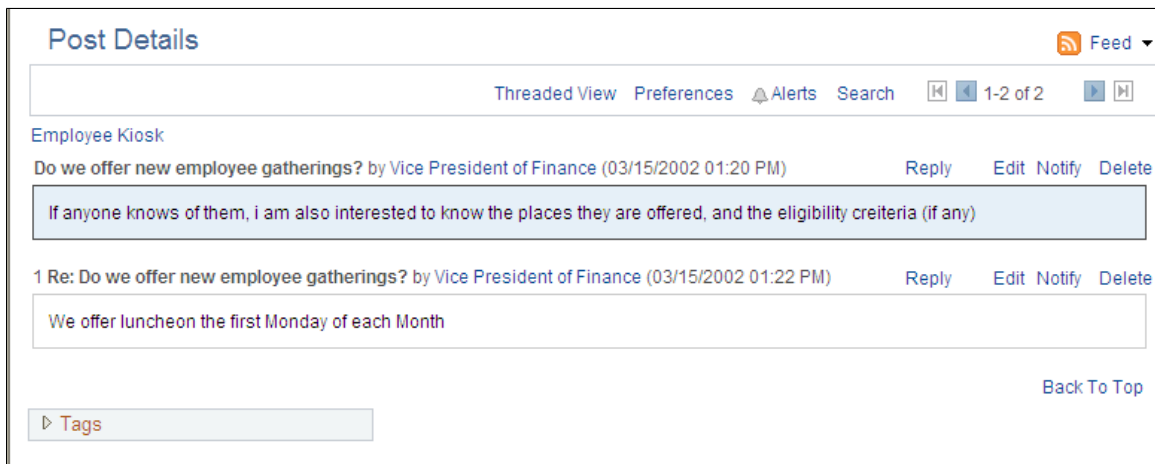 Post Details
Feed
Threaded View Preferences Alerts Search 1-2 of 2
Employee Kiosk
Do we offer new employee gatherings? by Vice President of Finance (03/15/2002 01:20 PM) Reply Edit Notify Delete
If anyone knows of them, i am also interested to know the places they are offered, and the eligibility creiteria (if any)
1 Re: Do we offer new employee gatherings? by Vice President of Finance (03/15/2002 01:22 PM) Reply Edit Notify Delete
We offer luncheon the first Monday of each Month
Back To Top
Tags